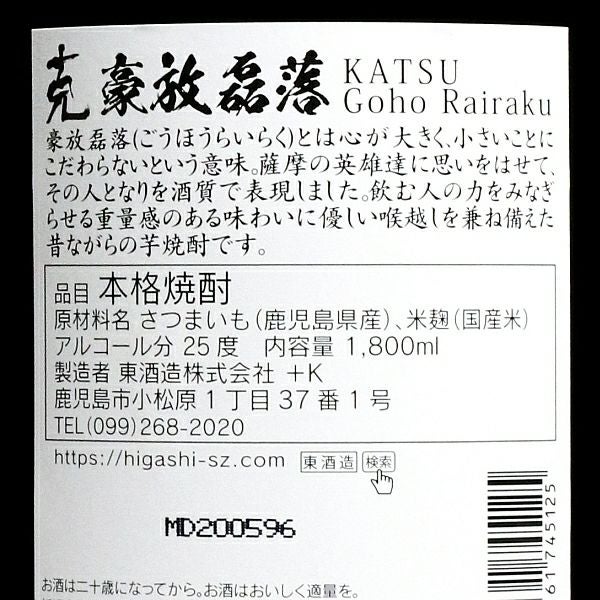 克 豪放磊落 KATSU
Goho Rairaku
豪放磊落(ごうほうらいらく)とは心が大きく、小さいことに
こだわらないという意味。薩摩の英雄達に思いをはせて、
その人となりを酒質で表現しました。飲む人の力をみなぎ
らせる重量感のある味わいに優しい喉越しを兼ね備えた
昔ながらの芋焼酎です。
品目 本格焼酎
原材料名 さつまいも(鹿児島県産)、米麹(国産米)
アルコール分 25度 内容量 1,800ml
製造者 東酒造株式会社 +K
鹿児島市小松原1丁目37番1号
TEL(099)268-2020
https://higashi-sz.com 東酒造 検索
MD200596
61745125
お酒は二十歳になってから。お酒はおいしく適量を。